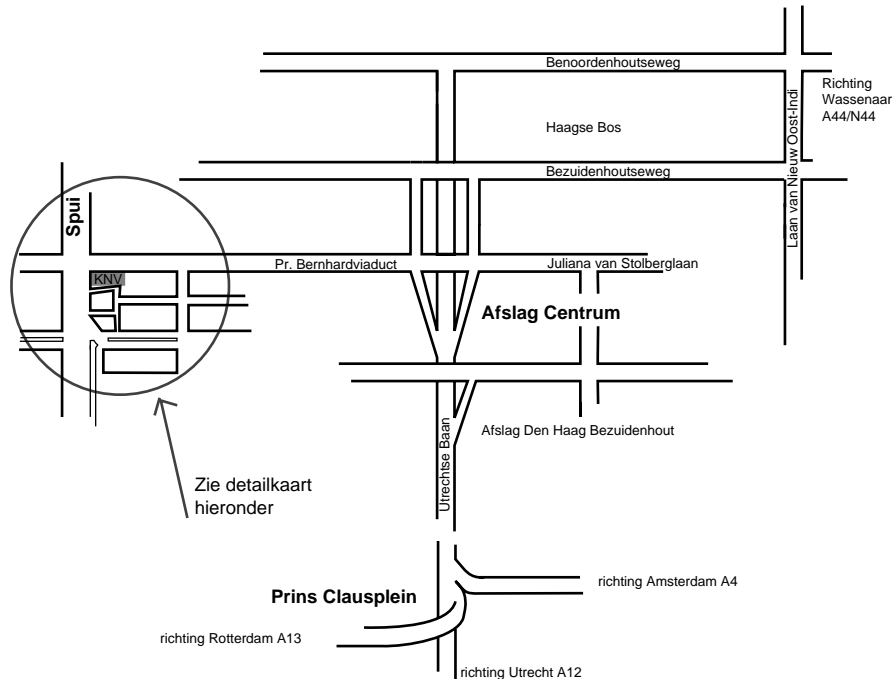 Benoordenhoutseweg
Richting
Wassenaar
A44/N44
Laan van Nieuw Oost-Indi
Haagse Bos
Bezuidenhoutseweg
Spui
Pr. Bernhardviaduct
Juliana van Stolberglaan
KNV
Afslag Centrum
Utrechtse Baan
Afslag Den Haag Bezuidenhout
Zie detailkaart
hieronder
richting Amsterdam A4
Prins Clausplein
richting Rotterdam A13
richting Utrecht A12